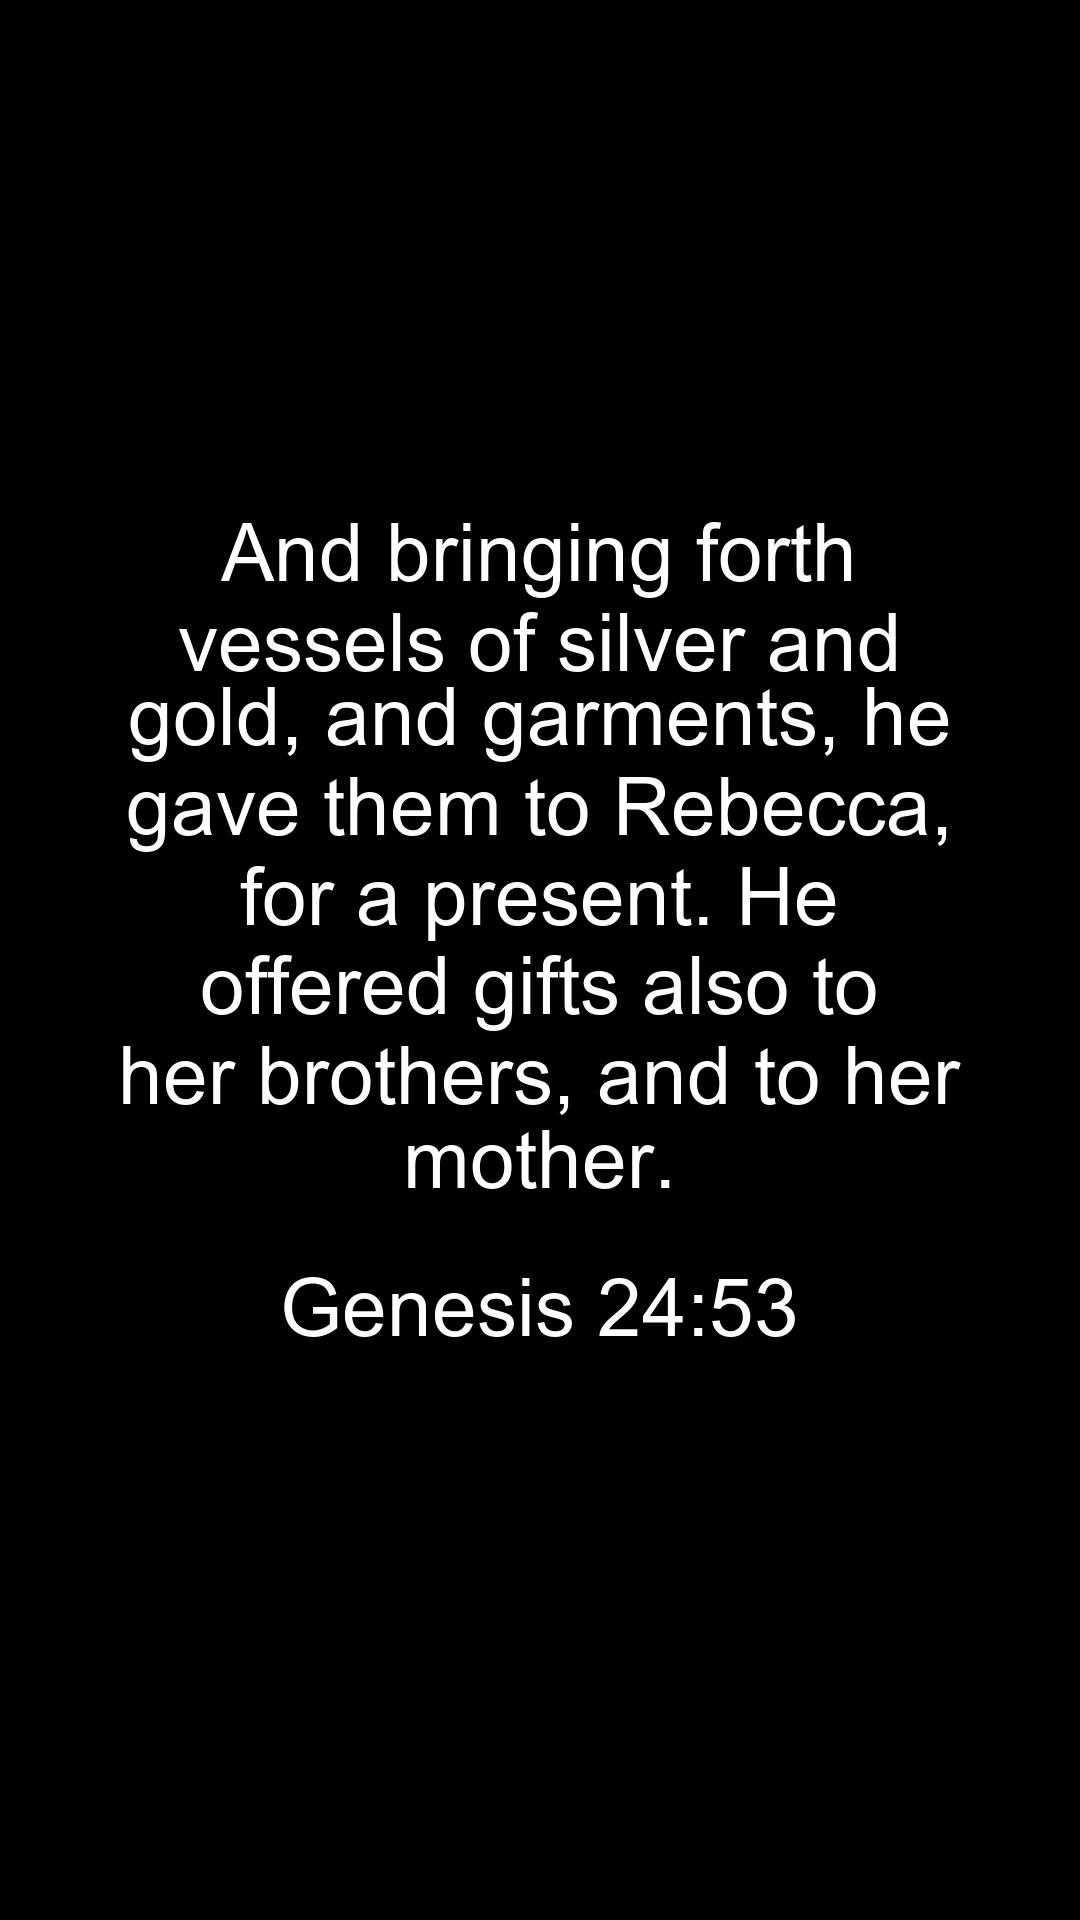 And bringing forth
vessels of silver and
gold, and garments, he
gave them to Rebecca,
for a present. He
offered gifts also to
her brothers, and to her
mother.
Genesis 24:53